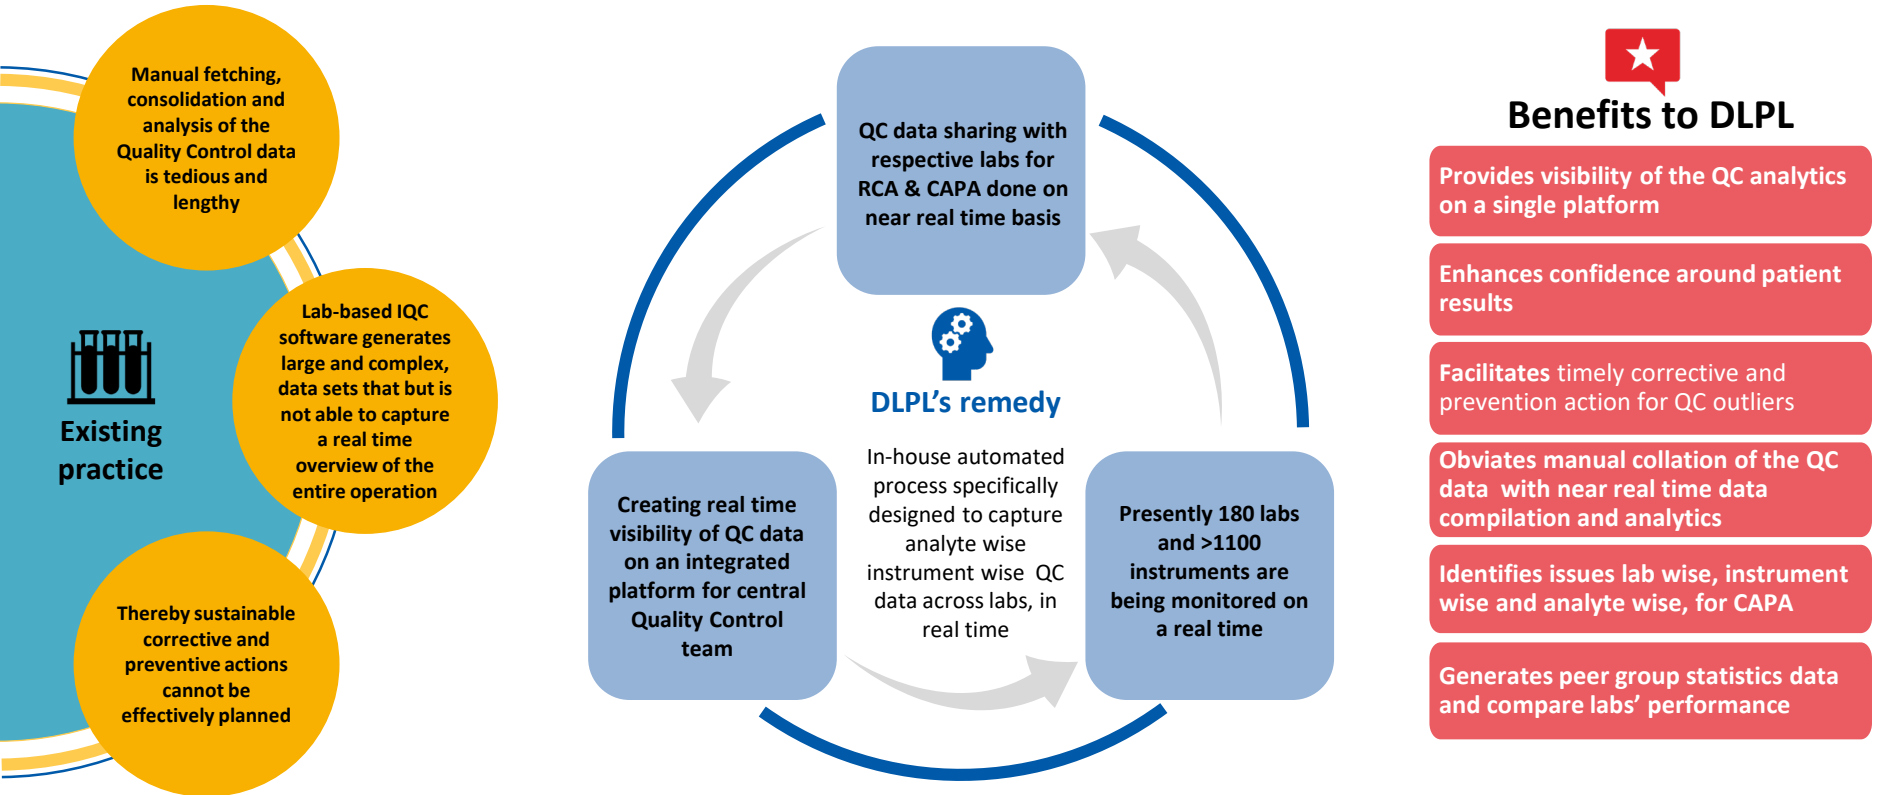 Manual fetching,
consolidation and
analysis of the
Quality Control data
is tedious and
lengthy
Lab-based IQC
software generates
large and complex,
data sets that but is
not able to capture
a real time
overview of the
entire operation
Existing
practice
Thereby sustainable
corrective and
preventive actions
cannot be
effectively planned
QC data sharing with
respective labs for
RCA & CAPA done on
near real time basis
DLPL’s remedy
In-house automated
process specifically
designed to capture
analyte wise
instrument wise  QC
data across labs, in
real time
Creating real time
visibility of QC data
on an integrated
platform for central
Quality Control
team
Presently 180 labs
and >1100
instruments are
being monitored on
a real time
Benefits to DLPL
Provides visibility of the QC analytics
on a single platform
Enhances confidence around patient
results
Facilitates timely corrective and
prevention action for QC outliers
Obviates manual collation of the QC
data  with near real time data
compilation and analytics
Identifies issues lab wise, instrument
wise and analyte wise, for CAPA
Generates peer group statistics data
and compare labs’ performance